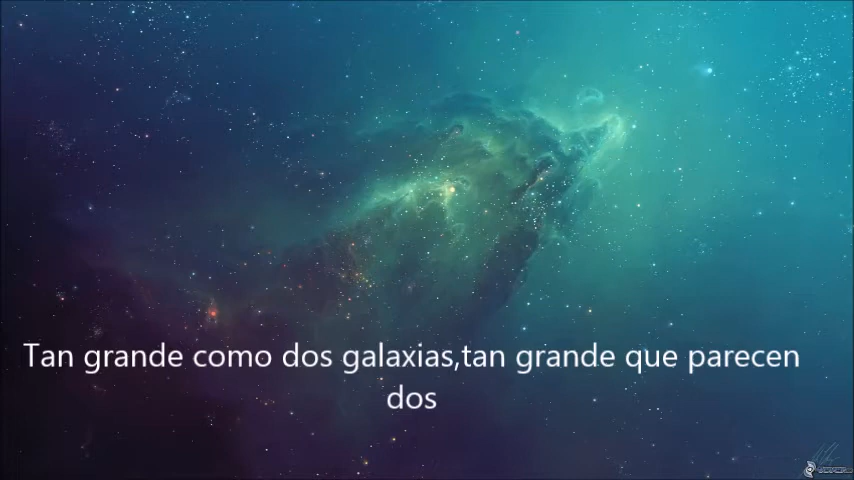 Tan grande como dos galaxias,tan grande que parecen
dos